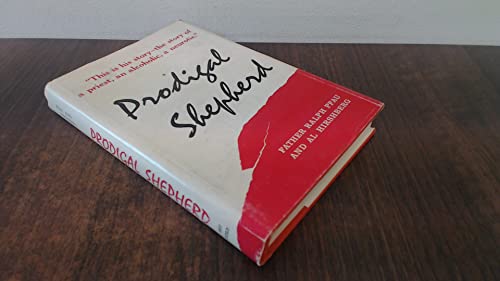 "This is his story—the story of
a priest, an alcoholic, a neurotic."
Prodigal
Shepherd
FATHER RALPH PFAU
AND AL HIRSHBERG
PRODIGAL SHEPHERD